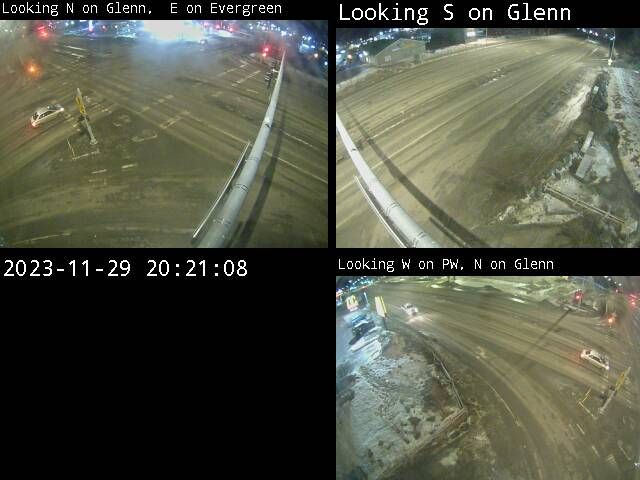 Looking N on Glenn,  E on Evergreen
Looking S on Glenn
2023-11-29 20:21:08
Looking W on PW, N on Glenn